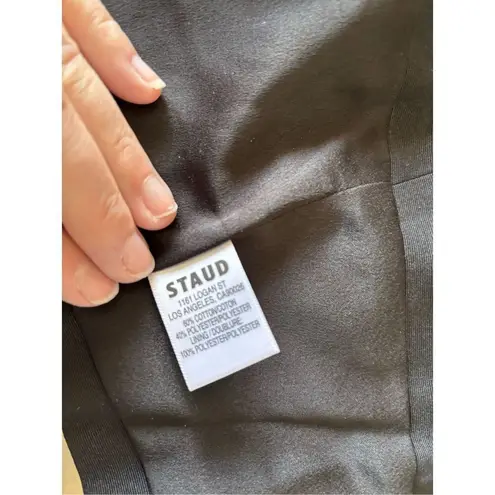 STAUD
1161 LOGAN ST
LOS ANGELES, CA90026
60% COTTON/COTON
40% POLYESTER/POLYESTER
LINING / DOUBLURE:
100% POLYESTER/POLYESTER